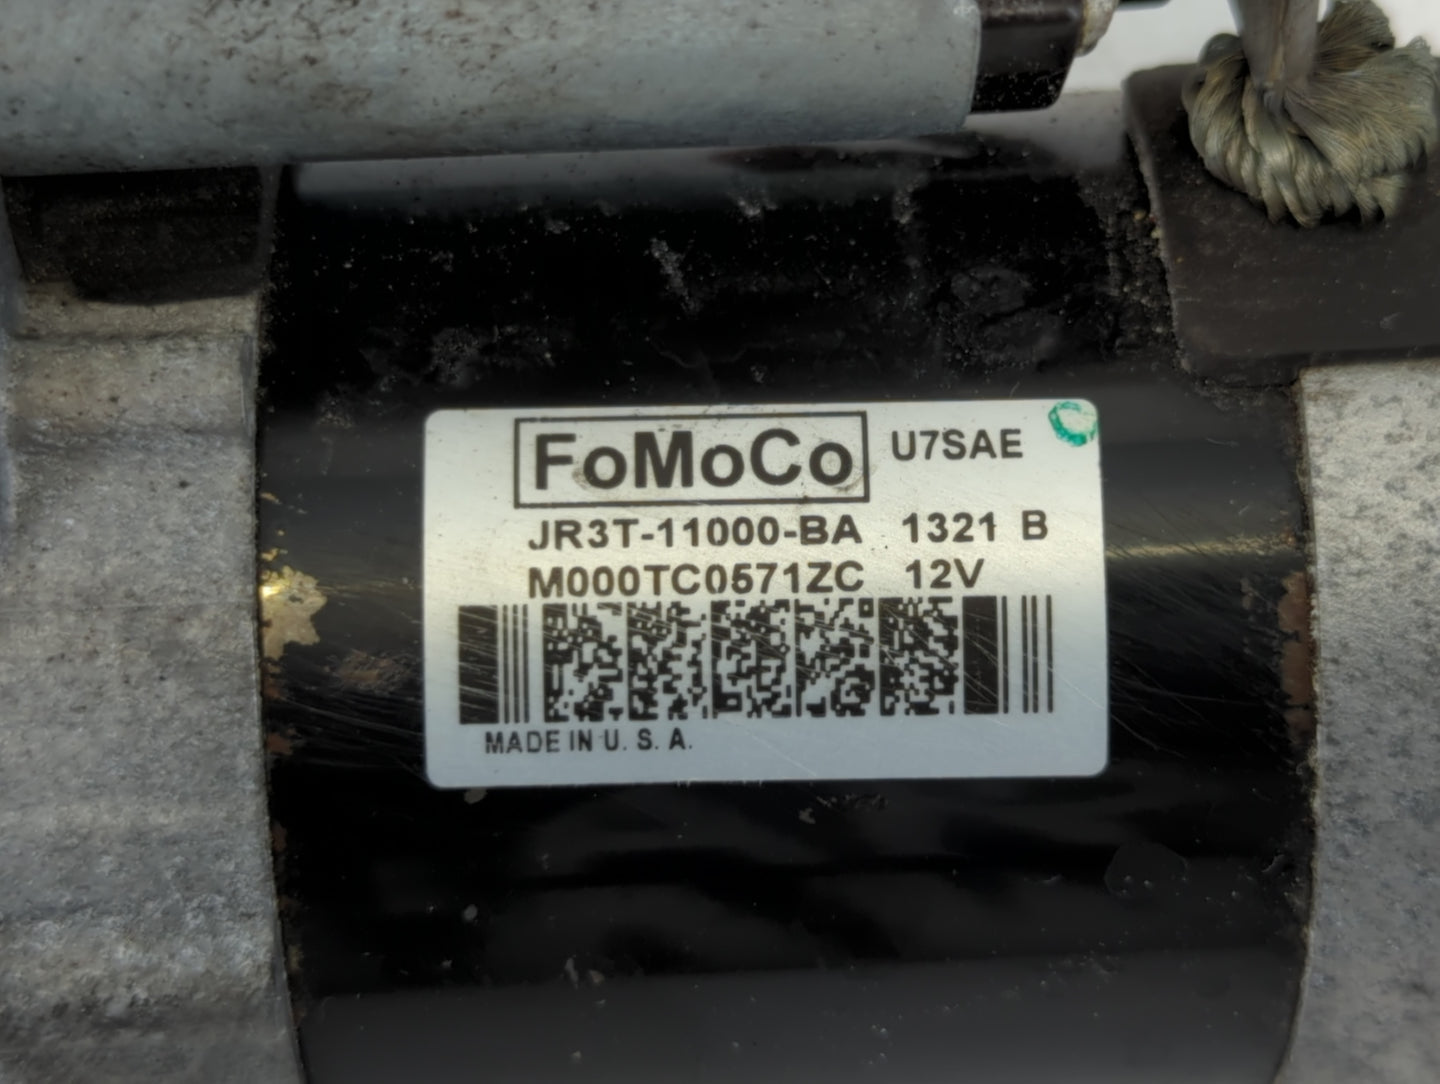 FoMoCo U7SAE
JR3T-11000-BA 1321 B
M000TC0571ZC 12V
MADE IN U. S. A.